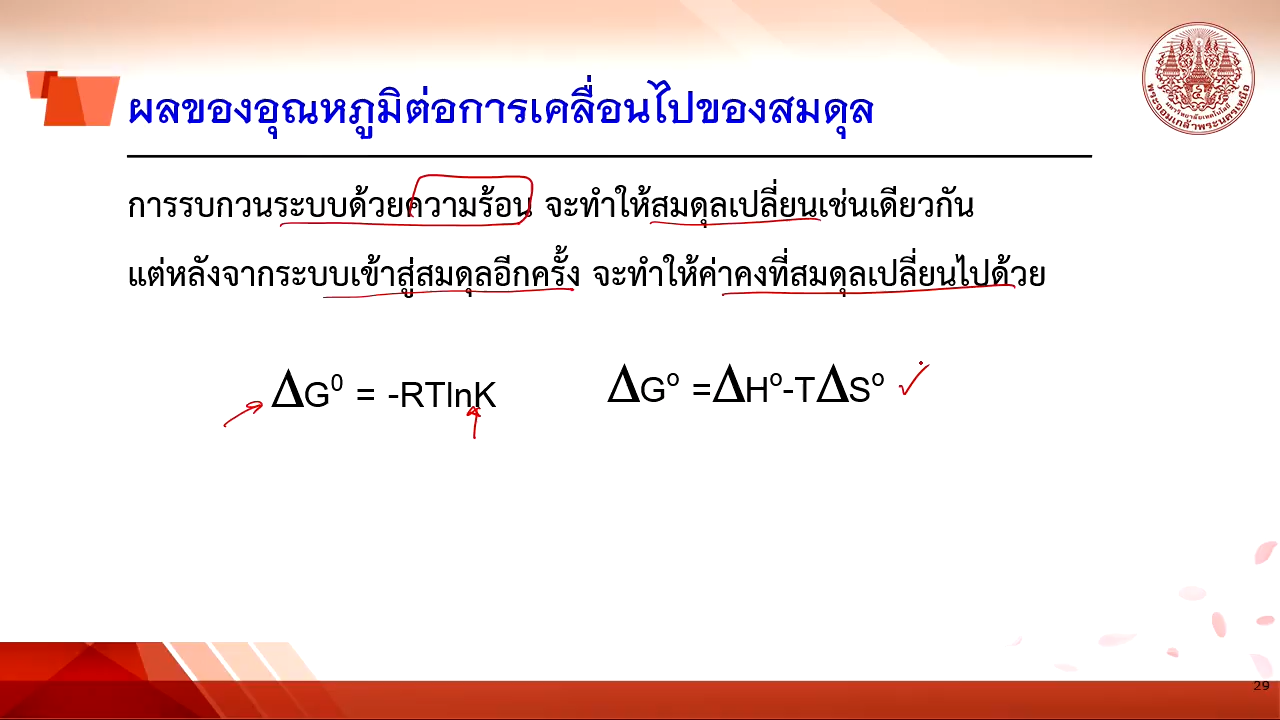 ผลของอุณหภูมิต่อการเคลื่อนไปของสมดุล
การรบกวนระบบด้วยความร้อน จะทำให้สมดุลเปลี่ยนเช่นเดียวกัน
แต่หลังจากระบบเข้าสู่สมดุลอีกครั้ง จะทำให้ค่าคงที่สมดุลเปลี่ยนไปด้วย
ΔG⁰ = -RTlnK
ΔGº =ΔHº-TΔSº
29